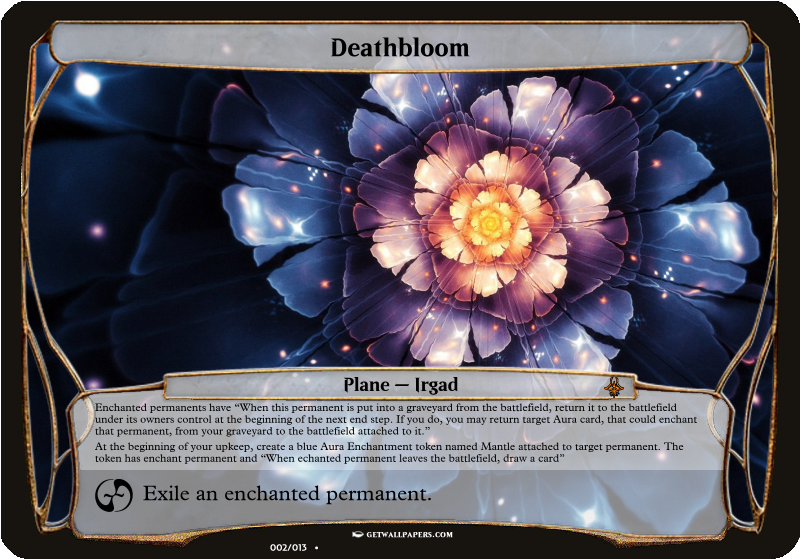 Deathbloom
Plane — Irgad
Enchanted permanents have “When this permanent is put into a graveyard from the battlefield, return it to the battlefield
under its owners control at the beginning of the next end step. If you do, you may return target Aura card, that could enchant
that permanent, from your graveyard to the battlefield attached to it.”
At the beginning of your upkeep, create a blue Aura Enchantment token named Mantle attached to target permanent. The
token has enchant permanent and “When echanted permanent leaves the battlefield, draw a card”
Exile an enchanted permanent.
GETWALLPAPERS.COM
002/013 •